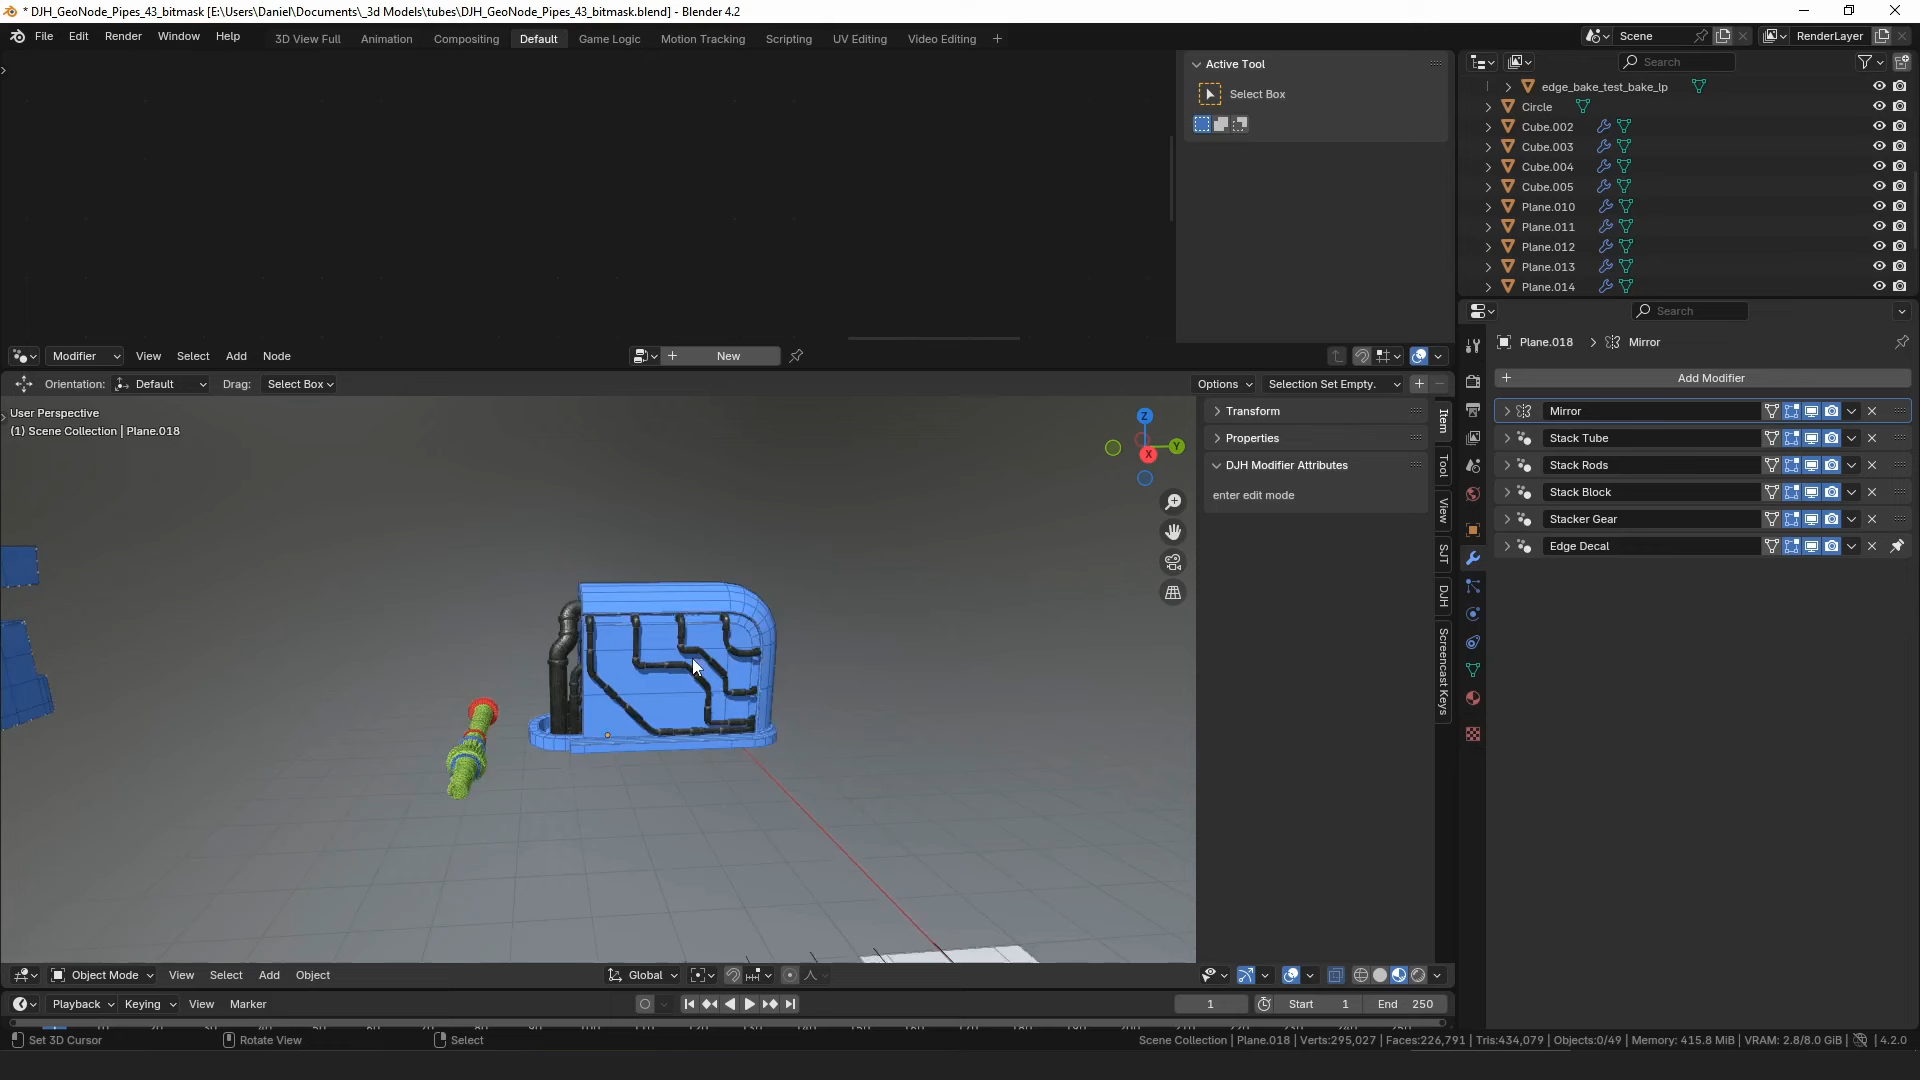 * DJH_GeoNode_Pipes_43_bitmask [E:\Users\Daniel\Documents\_3d Models\tubes\DJH_GeoNode_Pipes_43_bitmask.blend] - Blender 4.2
File Edit Render Window Help 3D View Full Animation Compositing Default Game Logic Motion Tracking Scripting UV Editing Video Editing + Scene RenderLayer
Active Tool
Select Box
Search
edge_bake_test_bake_lp
Circle
Cube.002
Cube.003
Cube.004
Cube.005
Plane.010
Plane.011
Plane.012
Plane.013
Plane.014
Search
Plane.018 > Mirror
+ Add Modifier
Mirror
Stack Tube
Stack Rods
Stack Block
Stacker Gear
Edge Decal
Modifier View Select Add Node + New
Orientation: Default Drag: Select Box Options Selection Set Empty. + −
User Perspective
(1) Scene Collection | Plane.018
Z
Y
X
Transform
Properties
DJH Modifier Attributes
enter edit mode
Item
Tool
View
SJT
DJH
Screencast Keys
Object Mode View Select Add Object Global
Playback Keying View Marker 1 Start 1 End 250
Set 3D Cursor Rotate View Select Scene Collection | Plane.018 | Verts:295,027 | Faces:226,791 | Tris:434,079 | Objects:0/49 | Memory: 415.8 MiB | VRAM: 2.8/8.0 GiB | 4.2.0